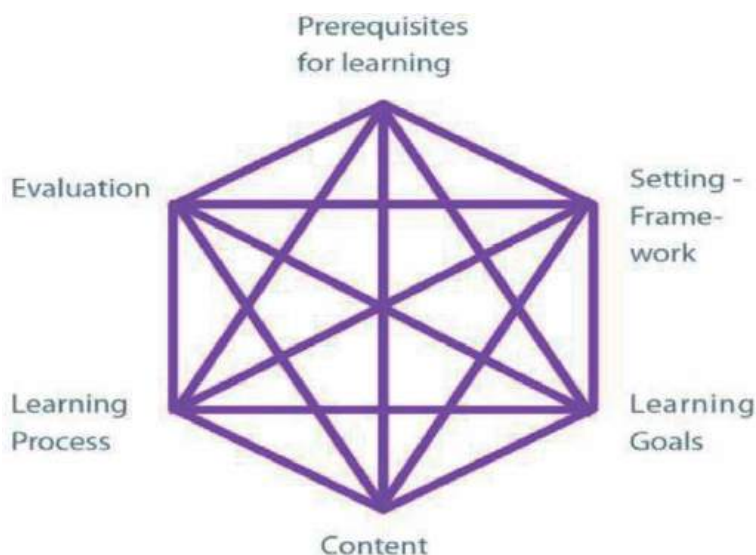 Prerequisites
for learning
Evaluation
Setting -
Frame-
work
Learning
Process
Learning
Goals
Content